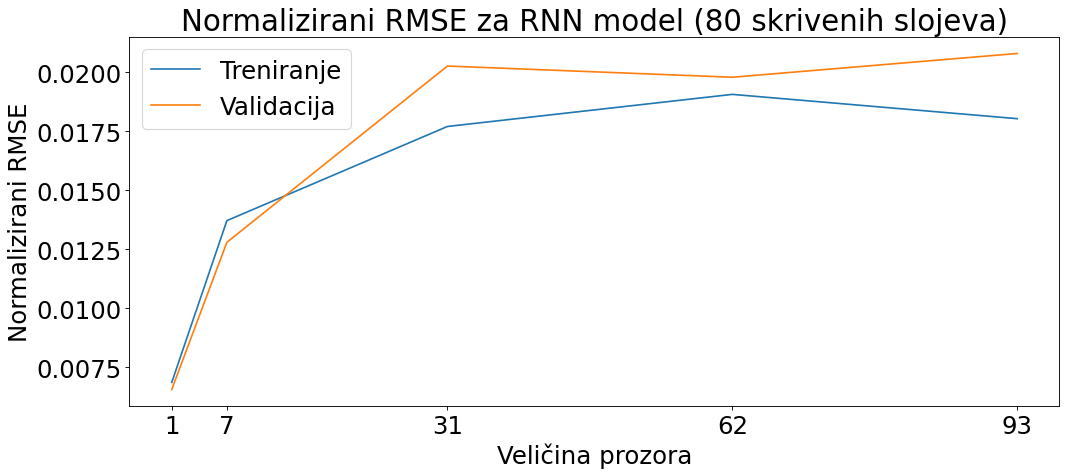 Normalizirani RMSE za RNN model (80 skrivenih slojeva)
Treniranje
Validacija
Normalizirani RMSE
0.0200
0.0175
0.0150
0.0125
0.0100
0.0075
1 7 31 62 93
Veličina prozora